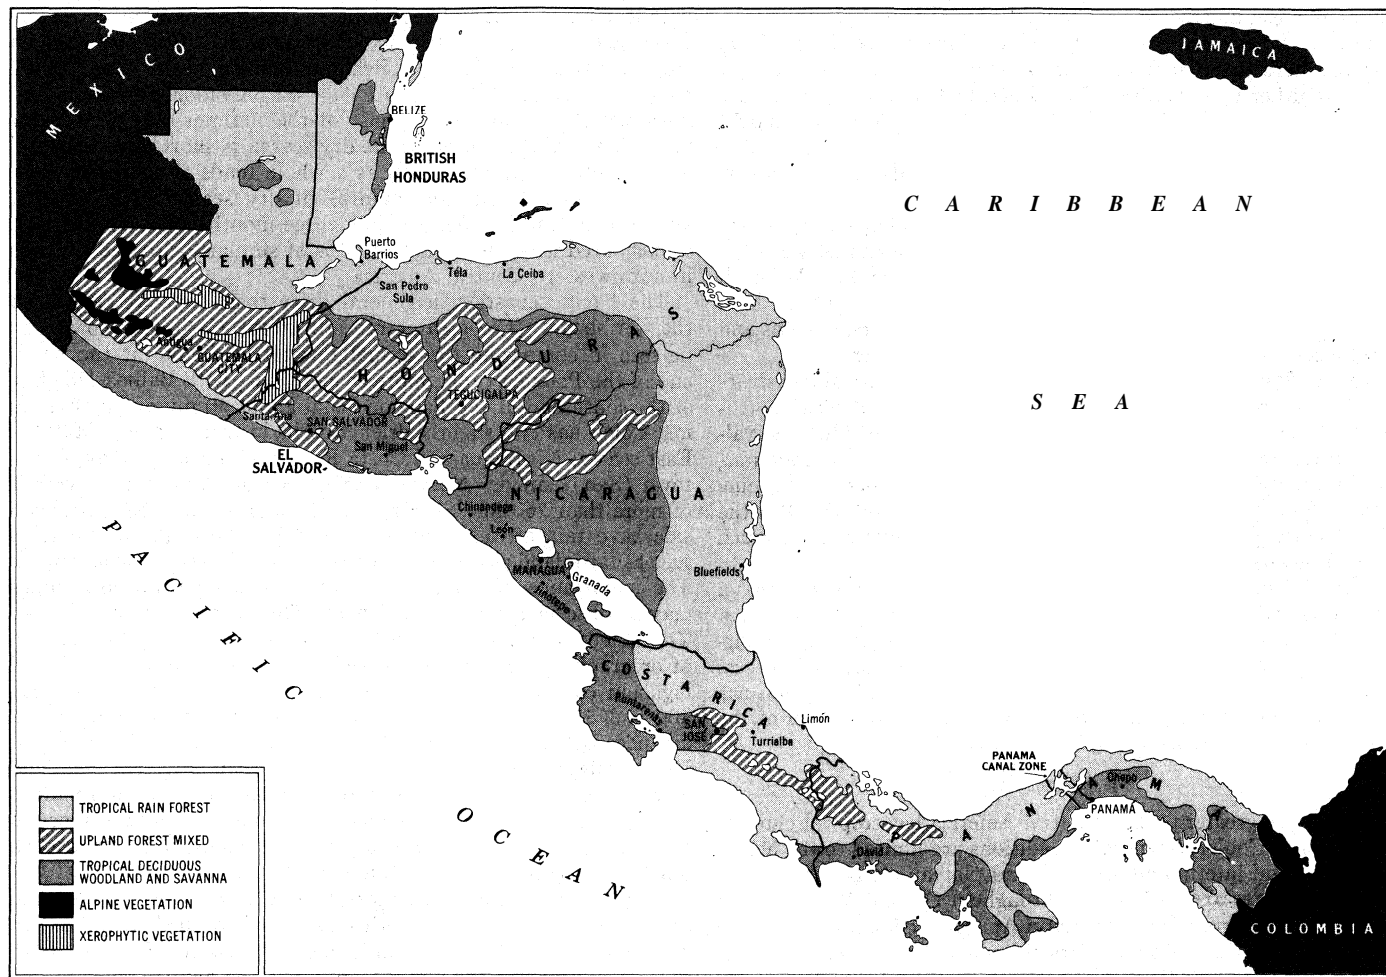 MEXICO
JAMAICA
BELIZE
BRITISH
HONDURAS
CARIBBEAN
SEA
GUATEMALA
Puerto
Barrios
San Pedro
Sula
Téla
La Ceiba
Antigua
GUATEMALA
CITY
HONDURAS
TEGUCIGALPA
Santa Ana
SAN SALVADOR
San Miguel
EL
SALVADOR
NICARAGUA
Chinandega
León
MANAGUA
Granada
Jinotepe
Bluefields
PACIFIC
OCEAN
COSTA RICA
Puntarenas
SAN
JOSÉ
Turrialba
Limón
PANAMA
CANAL ZONE
Chepo
PANAMÁ
PANAMA
David
COLOMBIA
TROPICAL RAIN FOREST
UPLAND FOREST MIXED
TROPICAL DECIDUOUS
WOODLAND AND SAVANNA
ALPINE VEGETATION
XEROPHYTIC VEGETATION